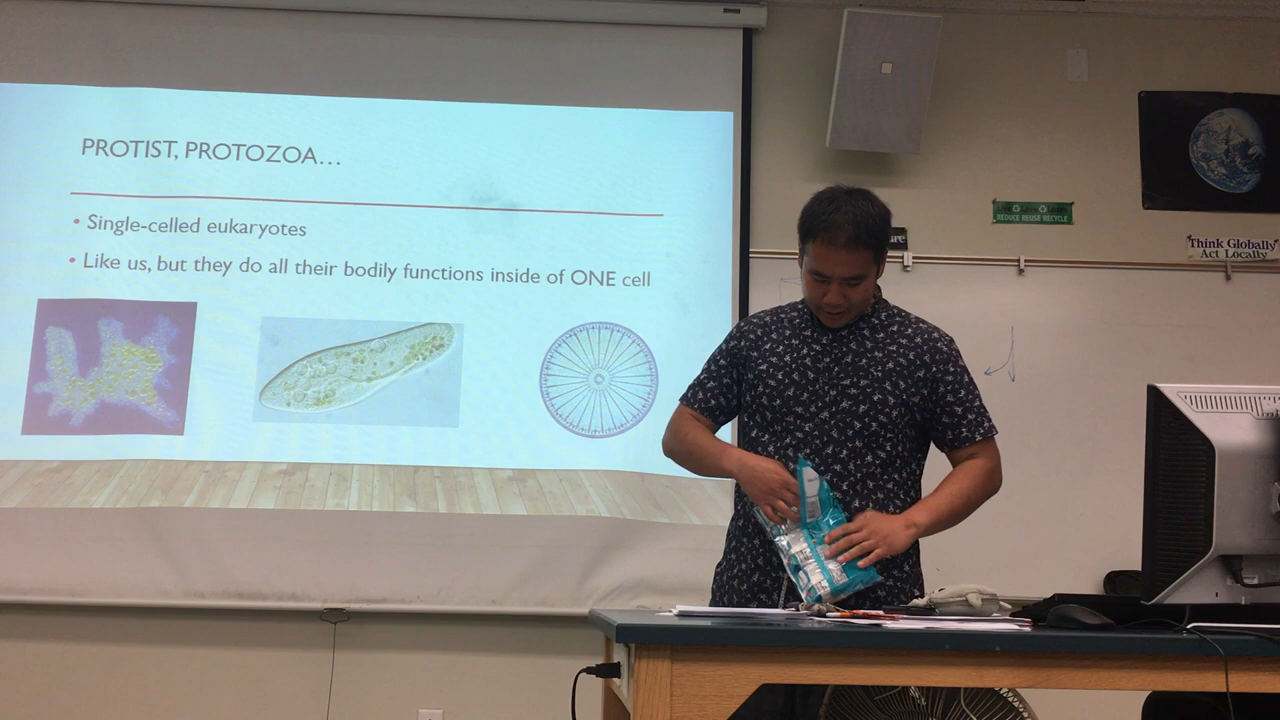 PROTIST, PROTOZOA…
• Single-celled eukaryotes
• Like us, but they do all their bodily functions inside of ONE cell
REDUCE REUSE RECYCLE
Think Globally
Act Locally